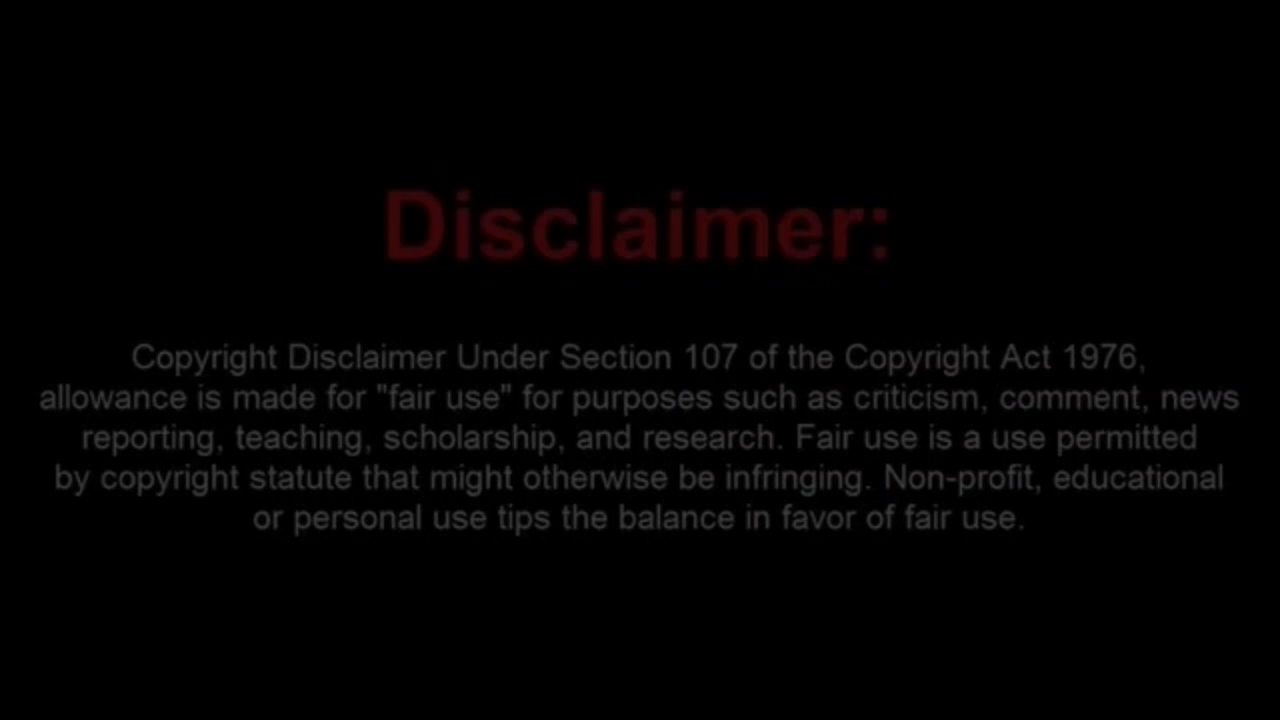 Disclaimer:
Copyright Disclaimer Under Section 107 of the Copyright Act 1976,
allowance is made for "fair use" for purposes such as criticism, comment, news
reporting, teaching, scholarship, and research. Fair use is a use permitted
by copyright statute that might otherwise be infringing. Non-profit, educational
or personal use tips the balance in favor of fair use.